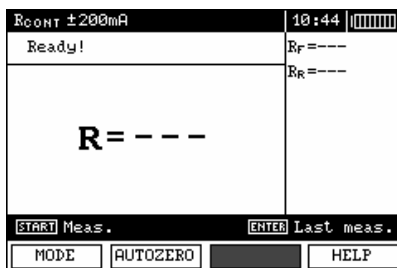 RCONT ±200mA 10:44
Ready!
RF=---
RR=---
R=---
START Meas. ENTER Last meas.
MODE AUTOZERO HELP